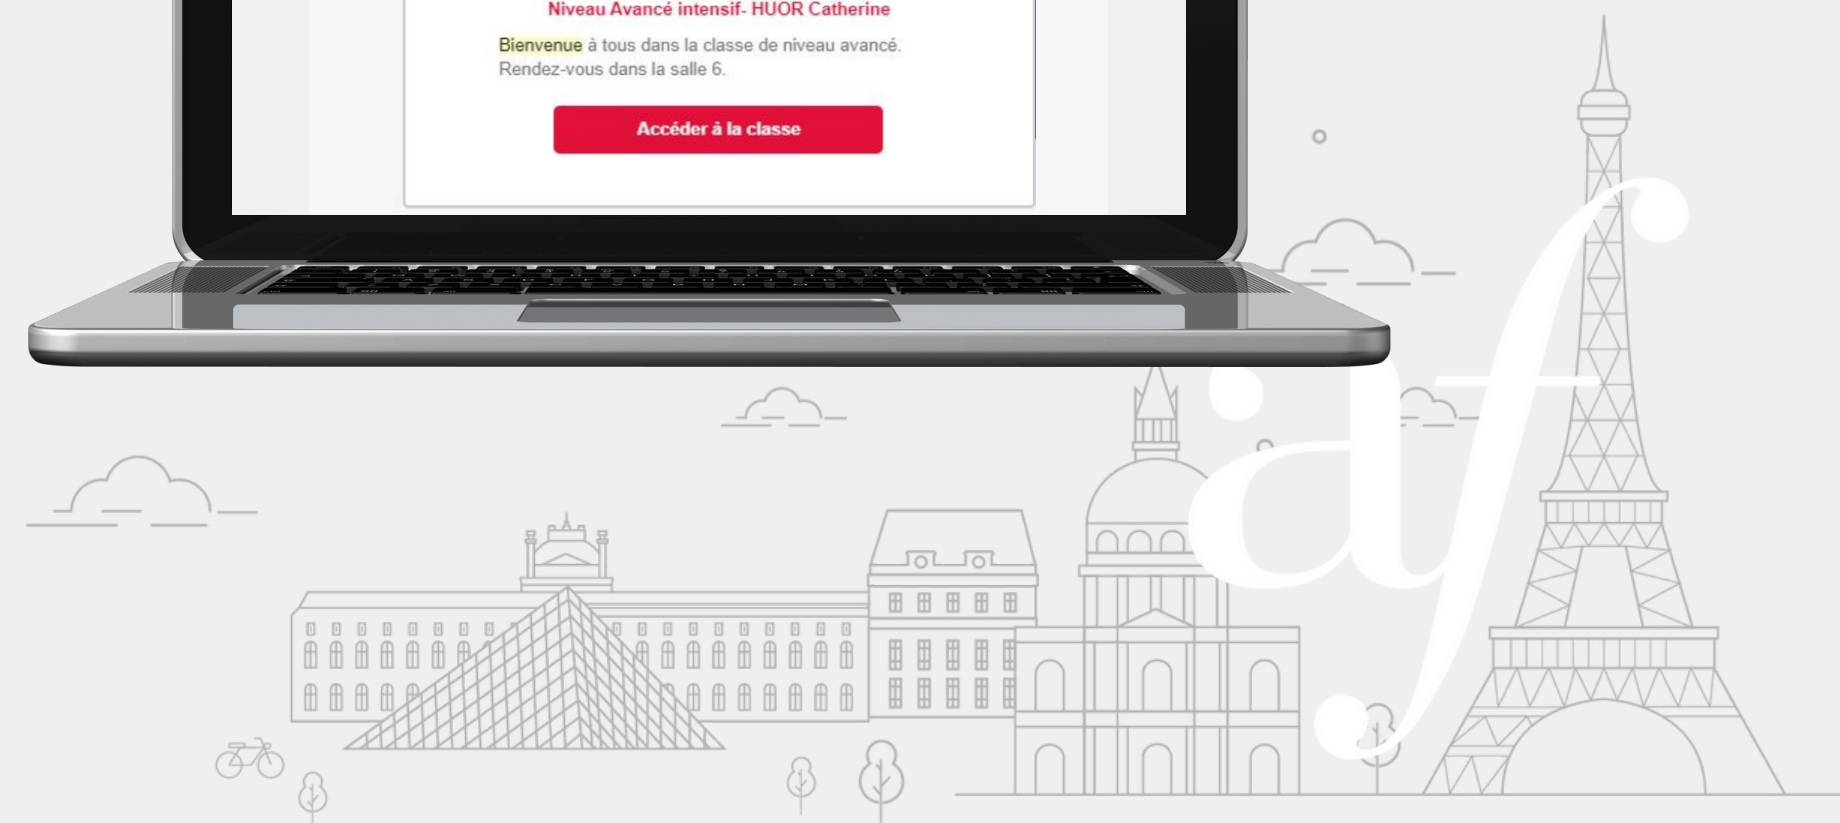 Niveau Avancé intensif- HUOR Catherine
Bienvenue à tous dans la classe de niveau avancé.
Rendez-vous dans la salle 6.
Accéder à la classe
af